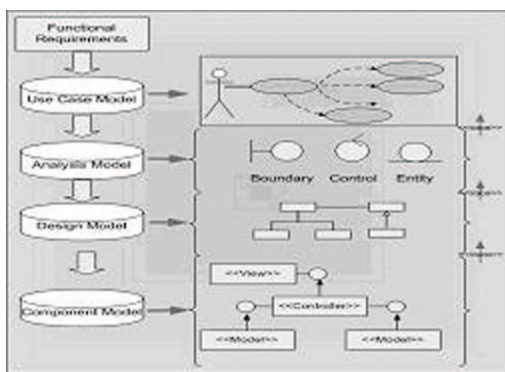 Functional
Requirements
Use Case Model
Analysis Model
Boundary
Control
Entity
Design Model
<<View>>
<<Controller>>
Component Model
<<Model>>
<<Model>>